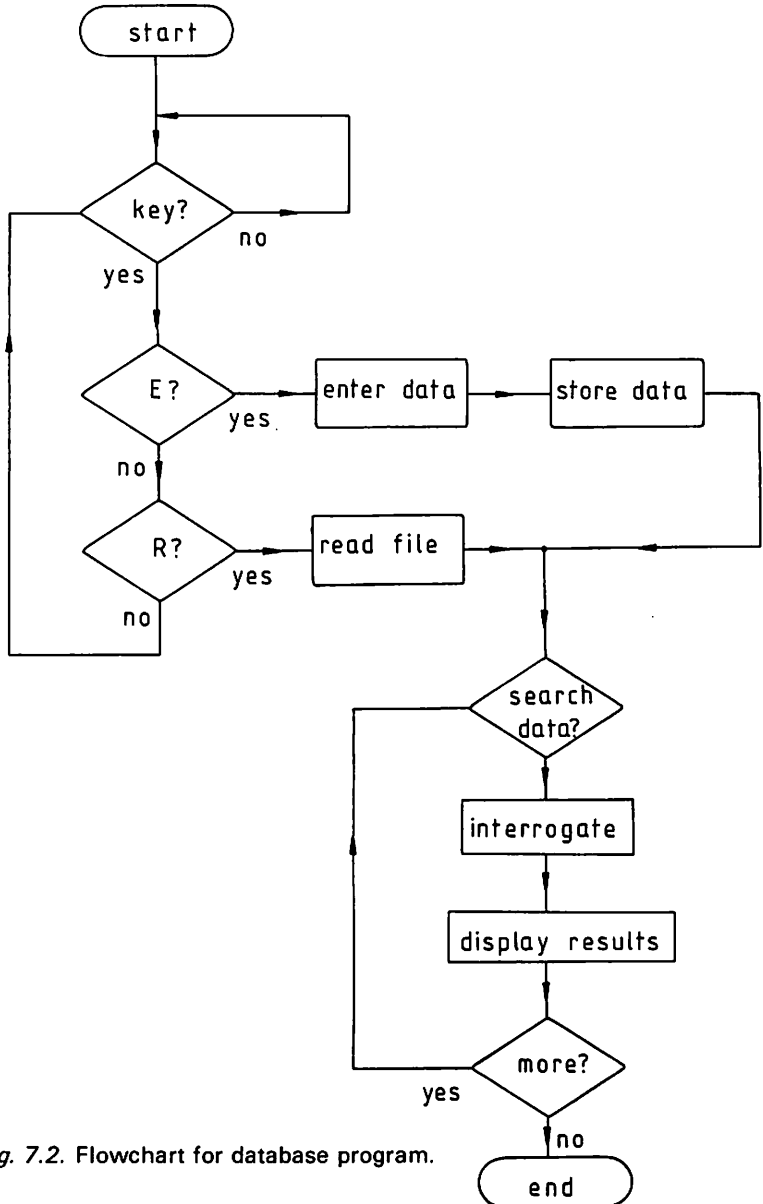 start
key?
no
yes
E?
yes
enter data
store data
no
R?
yes
read file
no
search
data?
interrogate
display results
more?
yes
no
end
g. 7.2. Flowchart for database program.